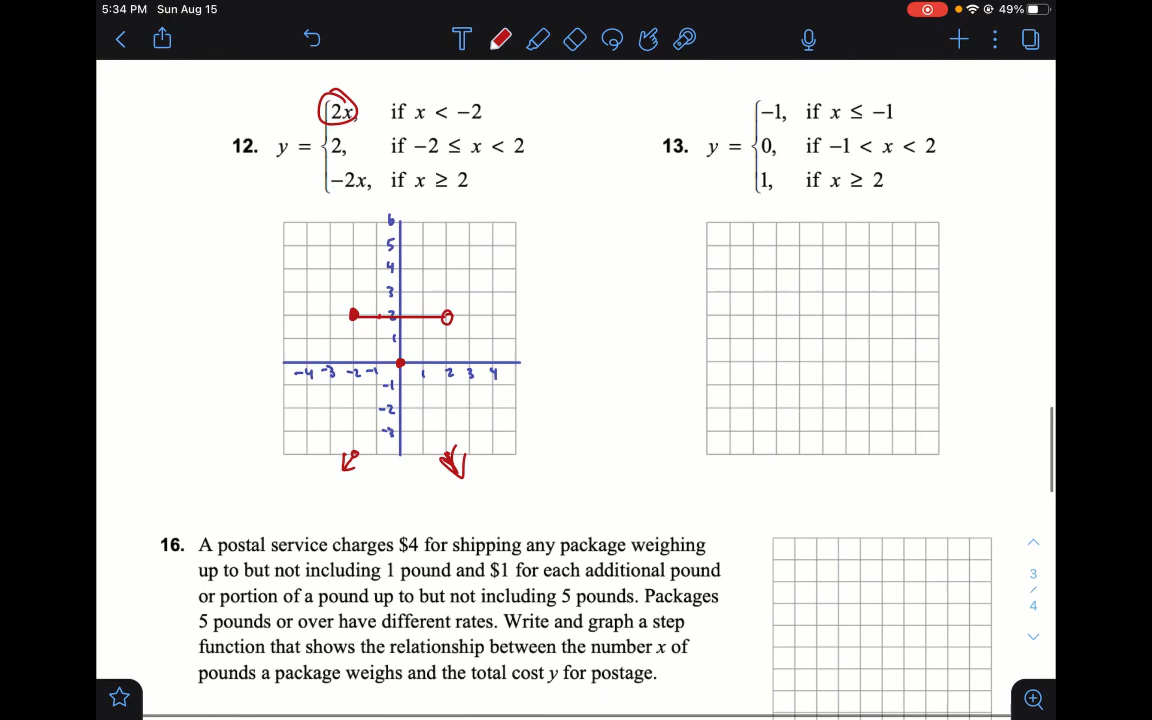 5:34 PM Sun Aug 15 49%
T
2x, if x < −2
12. y = 2, if −2 ≤ x < 2
−2x, if x ≥ 2
−1, if x ≤ −1
13. y = 0, if −1 < x < 2
1, if x ≥ 2
6
5
4
3
2
1
−4 −3 −2 −1 1 2 3 4
−1
−2
−3
16. A postal service charges $4 for shipping any package weighing
up to but not including 1 pound and $1 for each additional pound
or portion of a pound up to but not including 5 pounds. Packages
5 pounds or over have different rates. Write and graph a step
function that shows the relationship between the number x of
pounds a package weighs and the total cost y for postage.
3
/
4